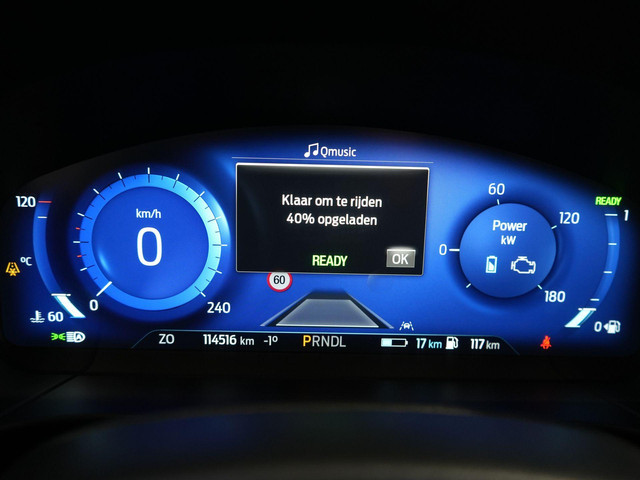 Qmusic
Klaar om te rijden
40% opgeladen
READY
OK
60
120
°C
60
km/h
0
0
240
Power
kW
0
60
120
180
READY
1
0
A
ZO
114516 km
-1°
PRNDL
17 km
117 km